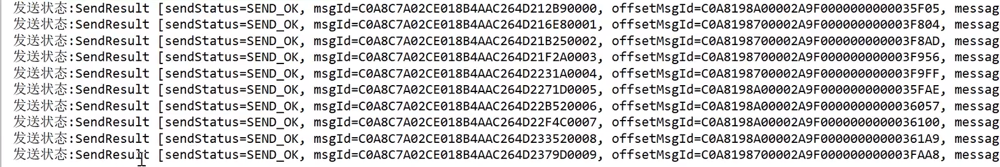 发送状态:SendResult [sendStatus=SEND_OK, msgId=C0A8C7A02CE018B4AAC264D212B90000, offsetMsgId=C0A8198A00002A9F0000000000035F05, messag
发送状态:SendResult [sendStatus=SEND_OK, msgId=C0A8C7A02CE018B4AAC264D216E80001, offsetMsgId=C0A8198700002A9F000000000003F804, messag
发送状态:SendResult [sendStatus=SEND_OK, msgId=C0A8C7A02CE018B4AAC264D21B250002, offsetMsgId=C0A8198700002A9F000000000003F8AD, messag
发送状态:SendResult [sendStatus=SEND_OK, msgId=C0A8C7A02CE018B4AAC264D21F2A0003, offsetMsgId=C0A8198700002A9F000000000003F956, messag
发送状态:SendResult [sendStatus=SEND_OK, msgId=C0A8C7A02CE018B4AAC264D2231A0004, offsetMsgId=C0A8198700002A9F000000000003F9FF, messag
发送状态:SendResult [sendStatus=SEND_OK, msgId=C0A8C7A02CE018B4AAC264D2271D0005, offsetMsgId=C0A8198A00002A9F0000000000035FAE, messag
发送状态:SendResult [sendStatus=SEND_OK, msgId=C0A8C7A02CE018B4AAC264D22B520006, offsetMsgId=C0A8198A00002A9F0000000000036057, messag
发送状态:SendResult [sendStatus=SEND_OK, msgId=C0A8C7A02CE018B4AAC264D22F4C0007, offsetMsgId=C0A8198A00002A9F0000000000036100, messag
发送状态:SendResult [sendStatus=SEND_OK, msgId=C0A8C7A02CE018B4AAC264D233520008, offsetMsgId=C0A8198A00002A9F00000000000361A9, messag
发送状态:SendResult [sendStatus=SEND_OK, msgId=C0A8C7A02CE018B4AAC264D2379D0009, offsetMsgId=C0A8198700002A9F000000000003FAA8, messag